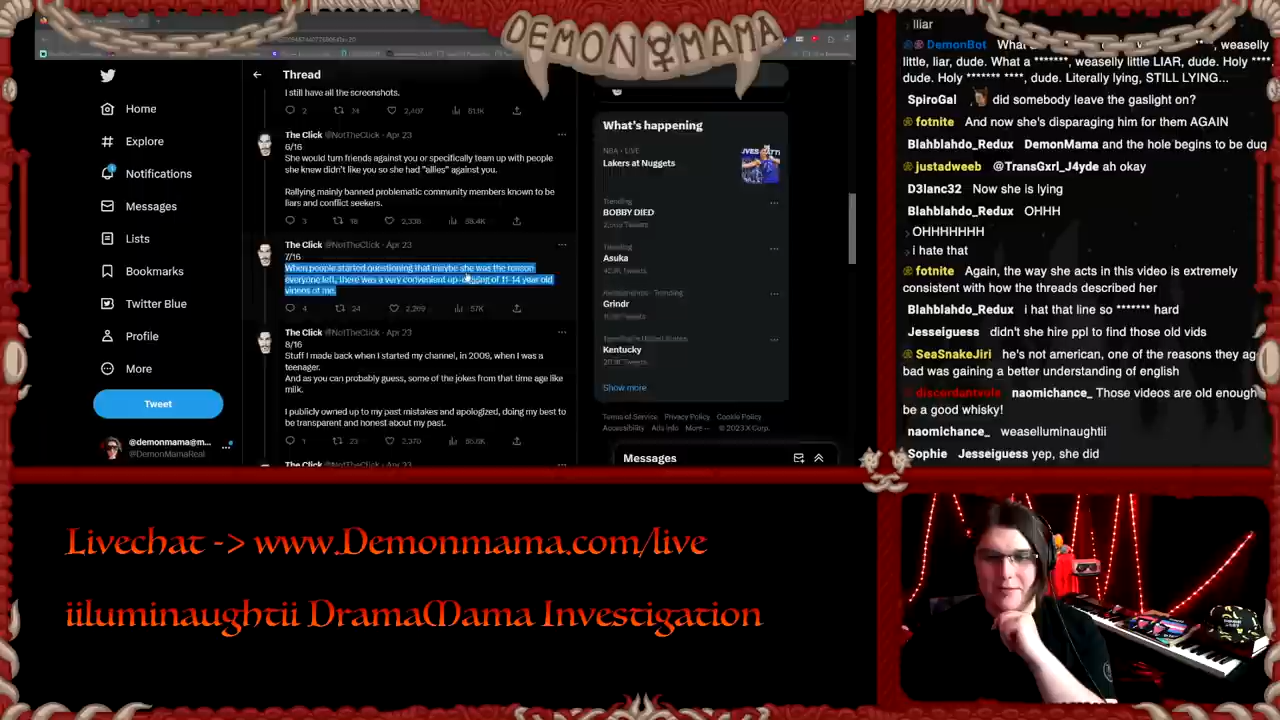 DEMON MAMA
Thread
I still have all the screenshots.
Home
Explore
Notifications
Messages
Lists
Bookmarks
Twitter Blue
Profile
More
Tweet
@demonmama@m...
@DemonMamaReal
The Click @NotTheClick · Apr 23
6/16
She would turn friends against you or specifically team up with people
she knew didn't like you so she had "allies" against you.
Rallying mainly banned problematic community members known to be
liars and conflict seekers.
The Click @NotTheClick · Apr 23
7/16
When people started questioning that maybe she was the reason
everyone left, there was a very convenient up-digging of 11-14 year old
videos of me.
The Click @NotTheClick · Apr 23
8/16
Stuff I made back when I started my channel, in 2009, when I was a
teenager.
And as you can probably guess, some of the jokes from that time age like
milk.
I publicly owned up to my past mistakes and apologized, doing my best to
be transparent and honest about my past.
The Click @NotTheClick · Apr 23
What's happening
NBA · LIVE
Lakers at Nuggets
Trending
BOBBY DIED
Trending
Asuka
Grindr
Kentucky
Show more
Terms of Service Privacy Policy Cookie Policy
Accessibility Ads info More ··· © 2023 X Corp.
Messages
lliar
DemonBot What a *******, weaselly
little, liar, dude. What a *******, weaselly little LIAR, dude. Holy ****
dude. Holy ******* ****, dude. Literally lying, STILL LYING...
SpiroGal did somebody leave the gaslight on?
fotnite And now she's disparaging him for them AGAIN
Blahblahdo_Redux DemonMama and the hole begins to be dug
justadweeb @TransGxrl_J4yde ah okay
D3lanc32 Now she is lying
Blahblahdo_Redux OHHH
OHHHHHHH
i hate that
fotnite Again, the way she acts in this videos is extremely
consistent with how the threads described her
Blahblahdo_Redux i hat that line so ******* hard
Jesseiguess didn't she hire ppl to find those old vids
SeaSnakeJiri he's not american, one of the reasons they ag
bad was gaining a better understanding of english
naomichance_ Those videos are old enough
be a good whisky!
naomichance_ weaselluminaughtii
Sophie Jesseiguess yep, she did
Livechat -> www.Demonmama.com/live
iiluminaughtii DramaMama Investigation